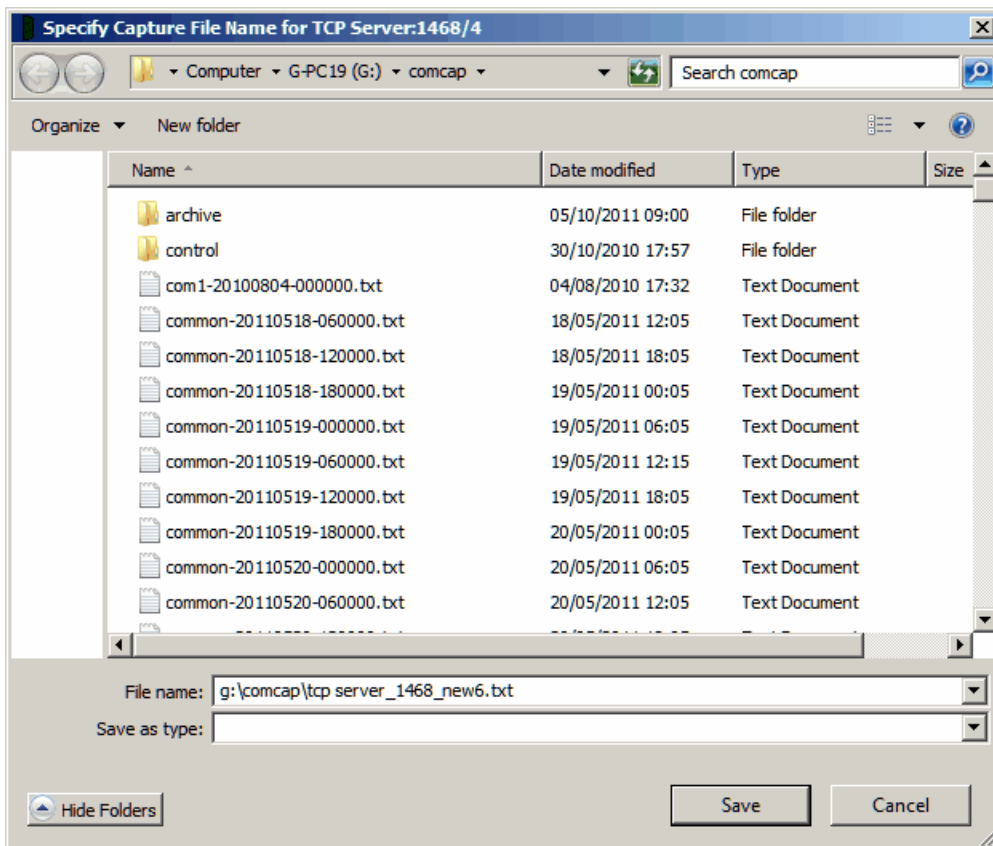 Specify Capture File Name for TCP Server:1468/4
Computer G-PC19 (G:) comcap Search comcap
Organize New folder
Name Date modified Type Size
archive 05/10/2011 09:00 File folder
control 30/10/2010 17:57 File folder
com1-20100804-000000.txt 04/08/2010 17:32 Text Document
common-20110518-060000.txt 18/05/2011 12:05 Text Document
common-20110518-120000.txt 18/05/2011 18:05 Text Document
common-20110518-180000.txt 19/05/2011 00:05 Text Document
common-20110519-000000.txt 19/05/2011 06:05 Text Document
common-20110519-060000.txt 19/05/2011 12:15 Text Document
common-20110519-120000.txt 19/05/2011 18:05 Text Document
common-20110519-180000.txt 20/05/2011 00:05 Text Document
common-20110520-000000.txt 20/05/2011 06:05 Text Document
common-20110520-060000.txt 20/05/2011 12:05 Text Document
File name: g:\comcap\tcp server_1468_new6.txt
Save as type:
Hide Folders Save Cancel